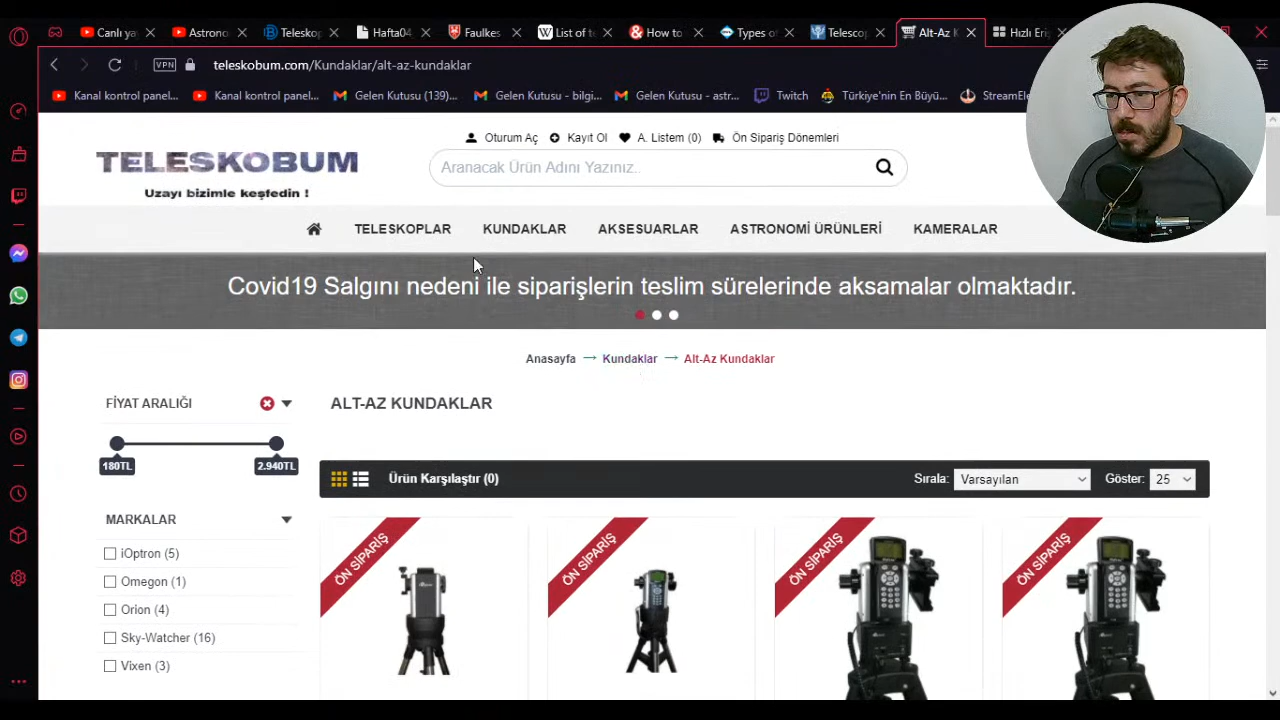 Canlı ya
Astrono
Teleskop
Hafta04
Faulkes
List of t
How to
Types o
Telescop
Alt-Az K
Hızlı Eriş
VPN
teleskobum.com/Kundaklar/alt-az-kundaklar
Kanal kontrol panel...
Kanal kontrol panel...
Gelen Kutusu (139)...
Gelen Kutusu - bilgi...
Gelen Kutusu - astr...
Twitch
Türkiye'nin En Büyü...
StreamEle
Oturum Aç
Kayıt Ol
A. Listem (0)
Ön Sipariş Dönemleri
TELESKOBUM
Uzayı bizimle keşfedin !
Aranacak Ürün Adını Yazınız..
TELESKOPLAR
KUNDAKLAR
AKSESUARLAR
ASTRONOMİ ÜRÜNLERİ
KAMERALAR
Covid19 Salgını nedeni ile siparişlerin teslim sürelerinde aksamalar olmaktadır.
Anasayfa → Kundaklar → Alt-Az Kundaklar
FİYAT ARALIĞI
ALT-AZ KUNDAKLAR
180TL
2.940TL
Ürün Karşılaştır (0)
Sırala:
Varsayılan
Göster:
25
MARKALAR
iOptron (5)
Omegon (1)
Orion (4)
Sky-Watcher (16)
Vixen (3)
ÖN SİPARİŞ
ÖN SİPARİŞ
ÖN SİPARİŞ
ÖN SİPARİŞ